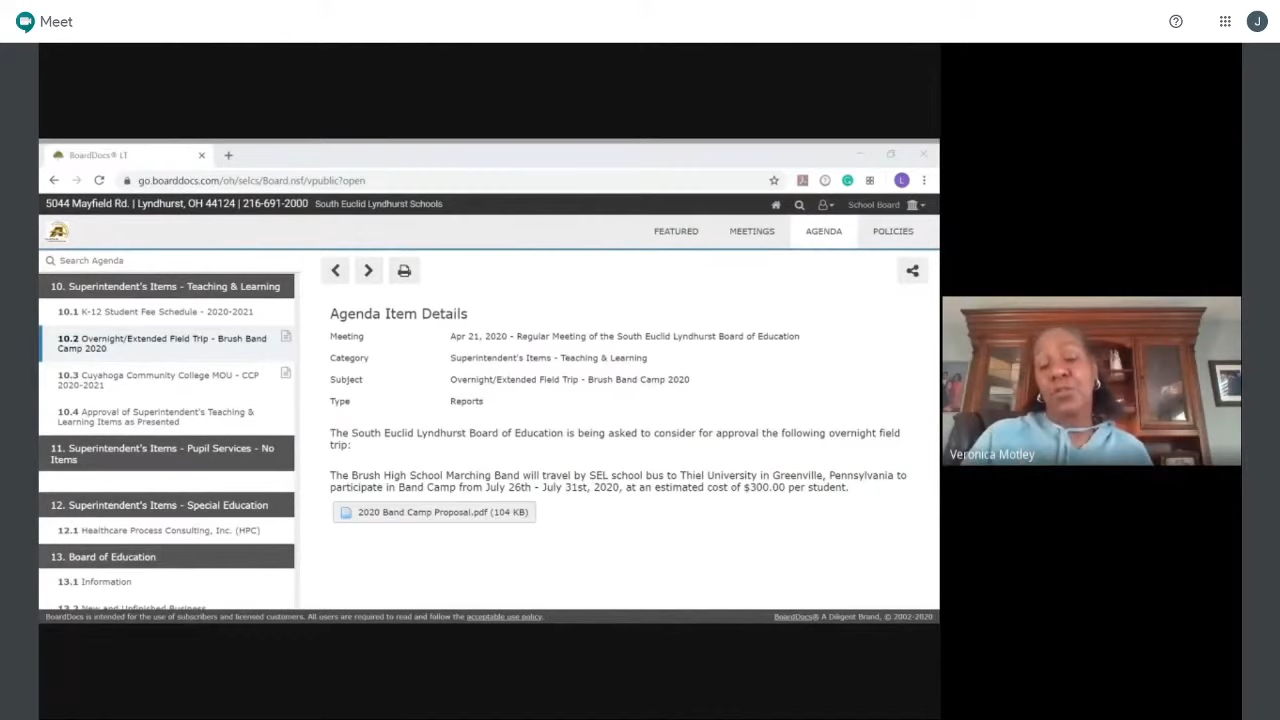 Meet
J
BoardDocs® LT
go.boarddocs.com/oh/selcs/Board.nsf/vpublic?open
L
5044 Mayfield Rd. | Lyndhurst, OH 44124 | 216-691-2000 South Euclid Lyndhurst Schools
School Board
FEATURED MEETINGS AGENDA POLICIES
Search Agenda
10. Superintendent's Items - Teaching & Learning
10.1 K-12 Student Fee Schedule - 2020-2021
10.2 Overnight/Extended Field Trip - Brush Band
Camp 2020
10.3 Cuyahoga Community College MOU - CCP
2020-2021
10.4 Approval of Superintendent's Teaching &
Learning Items as Presented
11. Superintendent's Items - Pupil Services - No
Items
12. Superintendent's Items - Special Education
12.1 Healthcare Process Consulting, Inc. (HPC)
13. Board of Education
13.1 Information
13.2 New and Unfinished Business
Agenda Item Details
Meeting Apr 21, 2020 - Regular Meeting of the South Euclid Lyndhurst Board of Education
Category Superintendent's Items - Teaching & Learning
Subject Overnight/Extended Field Trip - Brush Band Camp 2020
Type Reports
The South Euclid Lyndhurst Board of Education is being asked to consider for approval the following overnight field
trip:
The Brush High School Marching Band will travel by SEL school bus to Thiel University in Greenville, Pennsylvania to
participate in Band Camp from July 26th - July 31st, 2020, at an estimated cost of $300.00 per student.
2020 Band Camp Proposal.pdf (104 KB)
Veronica Motley
BoardDocs is intended for the use of subscribers and licensed customers. All users are required to read and follow the acceptable use policy.
BoardDocs® A Diligent Brand, © 2002-2020